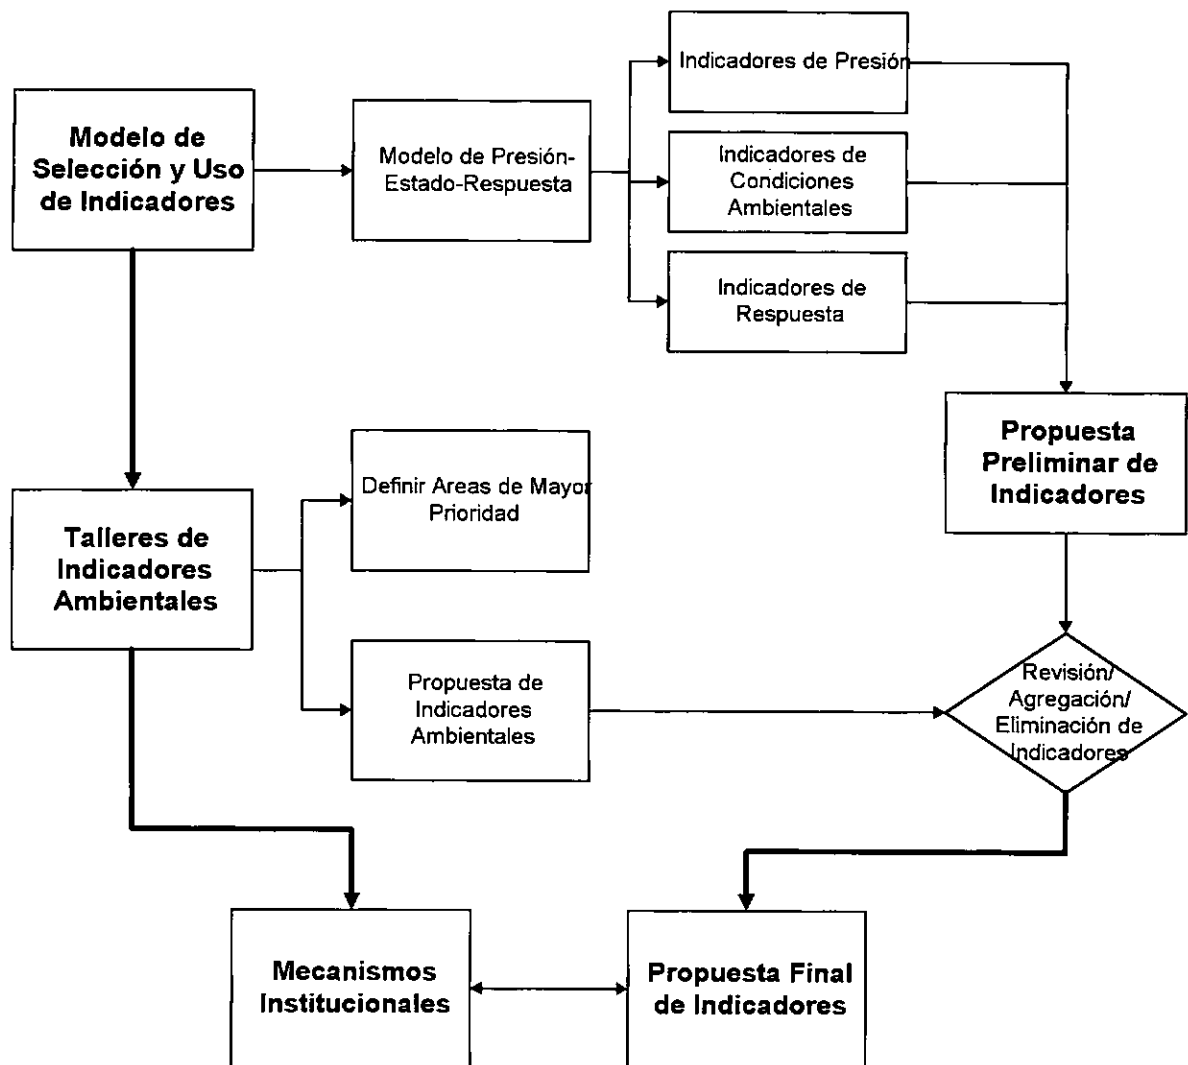 Indicadores de Presión
Modelo de
Selección y Uso
de Indicadores
Modelo de Presión-
Estado-Respuesta
Indicadores de
Condiciones
Ambientales
Indicadores de
Respuesta
Propuesta
Preliminar de
Indicadores
Definir Areas de Mayor
Prioridad
Talleres de
Indicadores
Ambientales
Propuesta de
Indicadores
Ambientales
Revisión/
Agregación/
Eliminación de
Indicadores
Mecanismos
Institucionales
Propuesta Final
de Indicadores